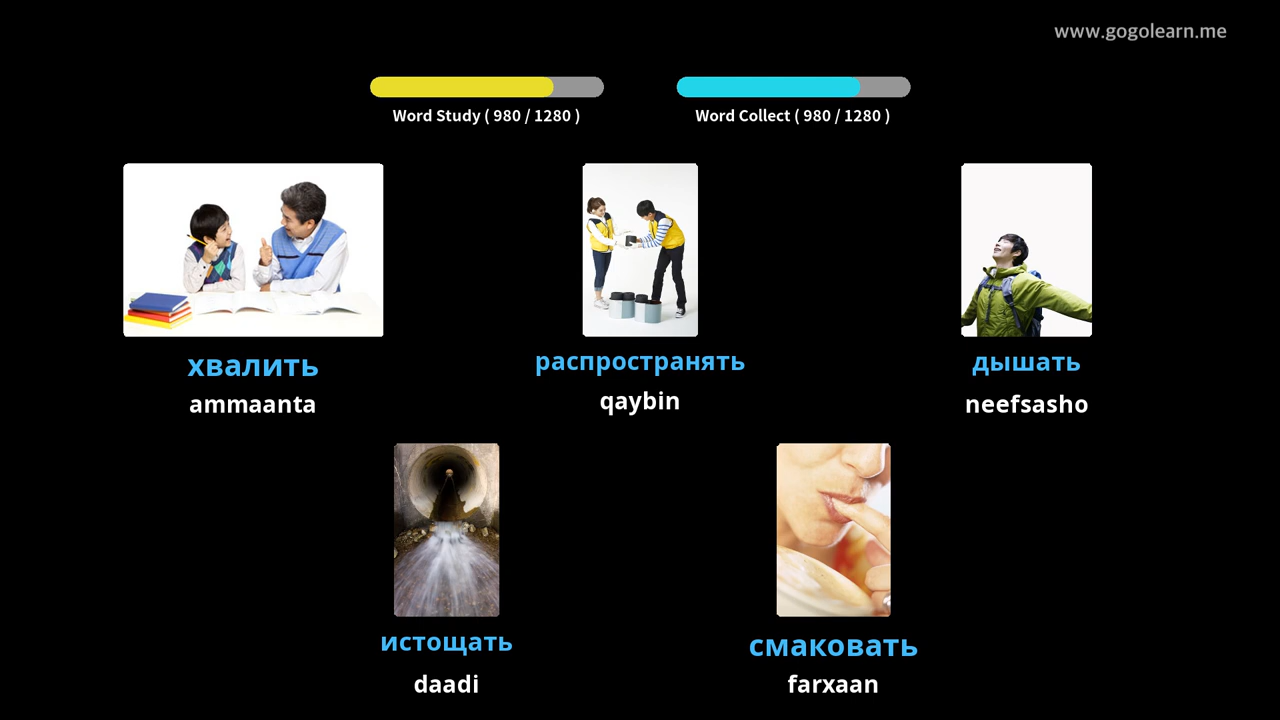 www.gogolearn.me
Word Study ( 980 / 1280 )
Word Collect ( 980 / 1280 )
хвалить
ammaanta
распространять
qaybin
дышать
neefsasho
истощать
daadi
смаковать
farxaan